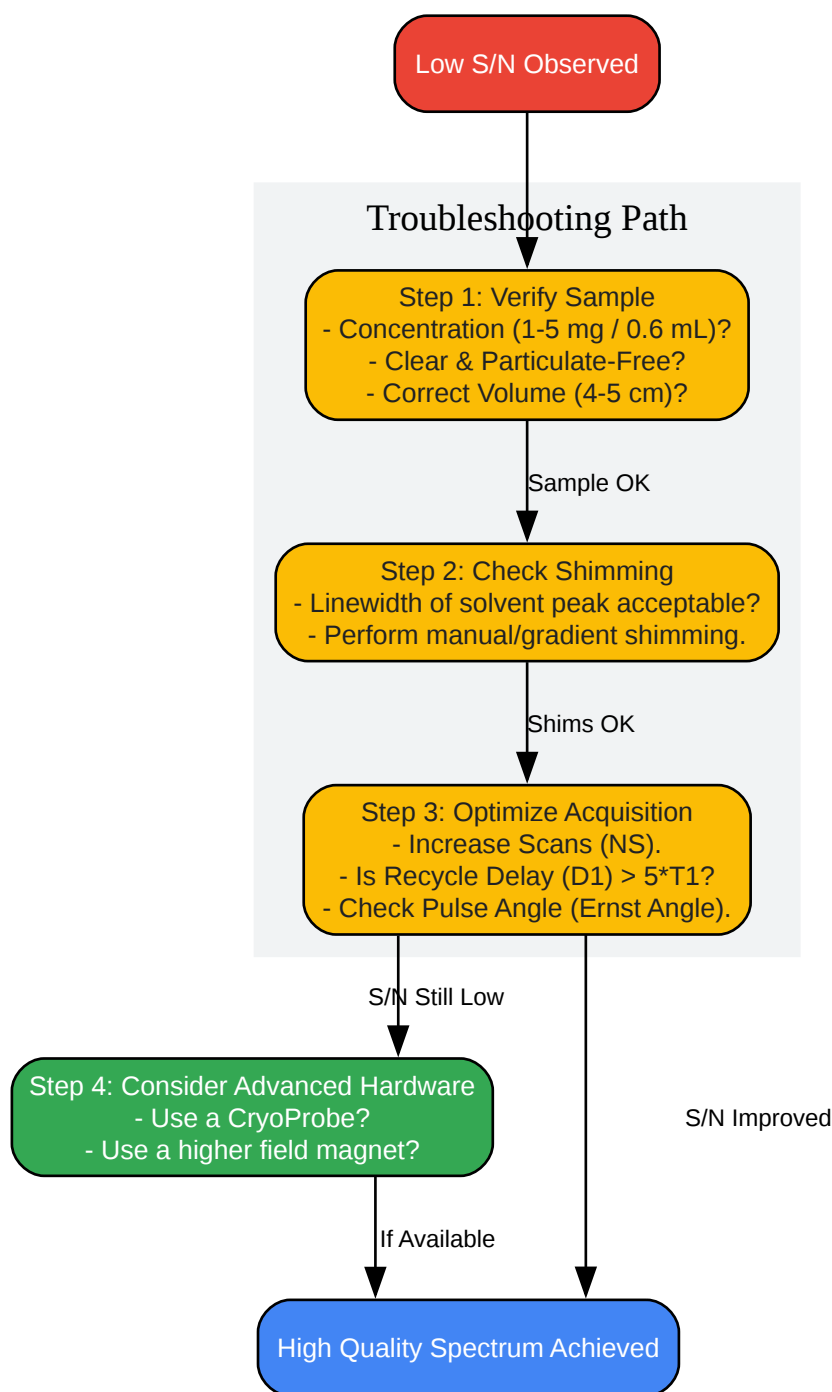 Low S/N Observed
Troubleshooting Path
Step 1: Verify Sample
- Concentration (1-5 mg / 0.6 mL)?
- Clear & Particulate-Free?
- Correct Volume (4-5 cm)?
Sample OK
Step 2: Check Shimming
- Linewidth of solvent peak acceptable?
- Perform manual/gradient shimming.
Shims OK
Step 3: Optimize Acquisition
- Increase Scans (NS).
- Is Recycle Delay (D1) > 5*T1?
- Check Pulse Angle (Ernst Angle).
S/N Still Low
Step 4: Consider Advanced Hardware
- Use a CryoProbe?
- Use a higher field magnet?
S/N Improved
If Available
High Quality Spectrum Achieved